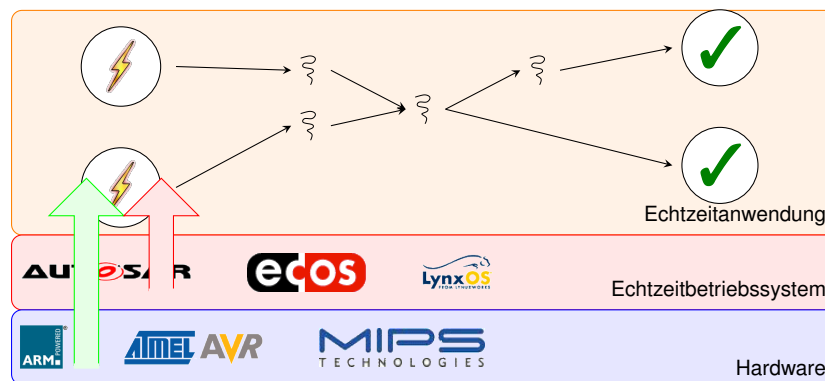 Echtzeitanwendung
AUTOSAR
ecos
LynxOS
FROM LYNUXWORKS
Echtzeitbetriebssystem
ARM
POWERED
®
ATMEL AVR
MIPS
TECHNOLOGIES
Hardware